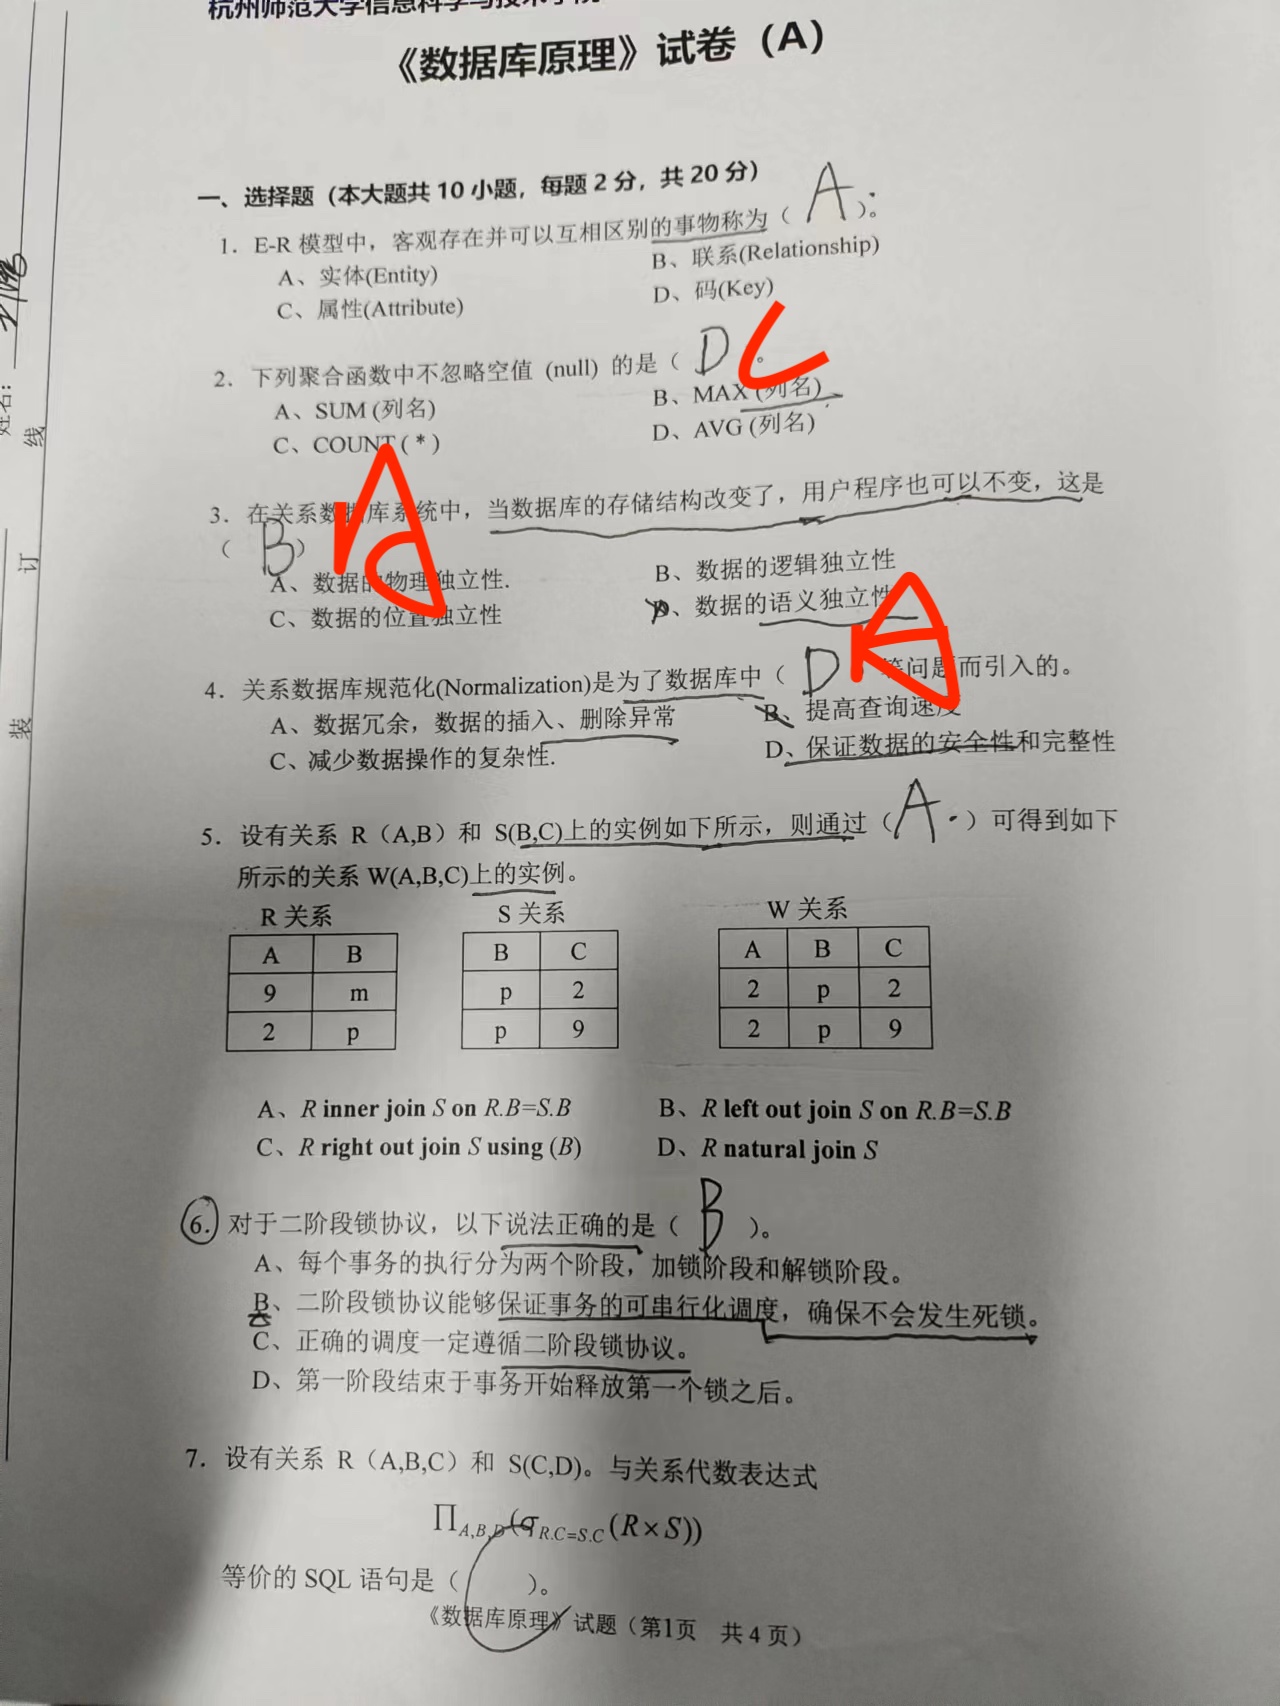 杭州师范大学信息科学与技术学院
《数据库原理》试卷（A）
一、选择题（本大题共 10 小题，每题 2 分，共 20 分）
1. E-R 模型中，客观存在并可以互相区别的事物称为（ A ）。
A、实体(Entity) B、联系(Relationship)
C、属性(Attribute) D、码(Key)
2. 下列聚合函数中不忽略空值 (null) 的是（ D C 。
A、SUM (列名) B、MAX (列名)
C、COUNT ( * ) D、AVG (列名)
3. 在关系数据库系统中，当数据库的存储结构改变了，用户程序也可以不变，这是
（ B ） A
A、数据的物理独立性. B、数据的逻辑独立性
C、数据的位置独立性 D、数据的语义独立性
4. 关系数据库规范化(Normalization)是为了数据库中（ D A 等问题而引入的。
A、数据冗余，数据的插入、删除异常 B、提高查询速度
C、减少数据操作的复杂性. D、保证数据的安全性和完整性
5. 设有关系 R（A,B）和 S(B,C)上的实例如下所示，则通过（ A ）可得到如下
所示的关系 W(A,B,C)上的实例。
R 关系 S 关系 W 关系
A B B C A B C
9 m p 2 2 p 2
2 p p 9 2 p 9
A、R inner join S on R.B=S.B B、R left out join S on R.B=S.B
C、R right out join S using (B) D、R natural join S
6. 对于二阶段锁协议，以下说法正确的是（ B ）。
A、每个事务的执行分为两个阶段，加锁阶段和解锁阶段。
B、二阶段锁协议能够保证事务的可串行化调度，确保不会发生死锁。
C、正确的调度一定遵循二阶段锁协议。
D、第一阶段结束于事务开始释放第一个锁之后。
7. 设有关系 R（A,B,C）和 S(C,D)。与关系代数表达式
∏A,B,D(σR.C=S.C(R×S))
等价的 SQL 语句是（ ）。
《数据库原理》试题（第1页 共 4 页）
姓名：
线
订
装